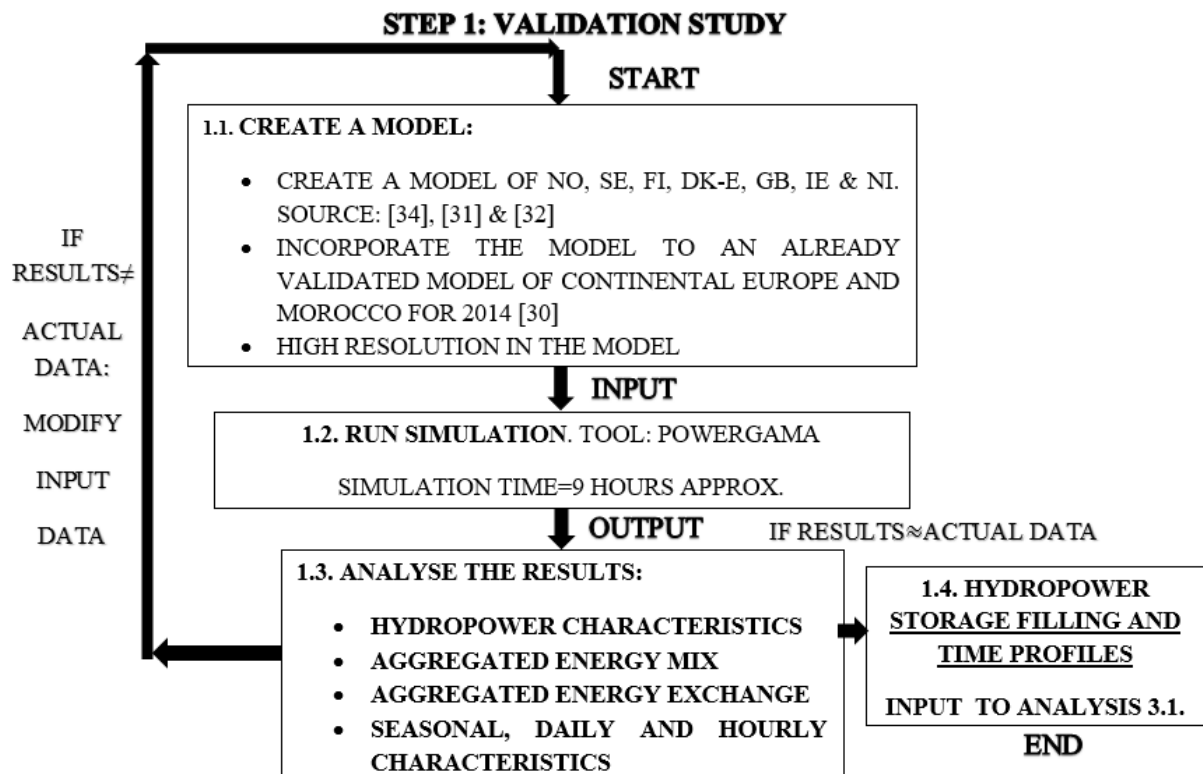 STEP 1: VALIDATION STUDY
START
1.1. CREATE A MODEL:
• CREATE A MODEL OF NO, SE, FI, DK-E, GB, IE & NI.
SOURCE: [34], [31] & [32]
• INCORPORATE THE MODEL TO AN ALREADY
VALIDATED MODEL OF CONTINENTAL EUROPE AND
MOROCCO FOR 2014 [30]
• HIGH RESOLUTION IN THE MODEL
IF
RESULTS≠
ACTUAL
DATA:
MODIFY
INPUT
DATA
INPUT
1.2. RUN SIMULATION. TOOL: POWERGAMA
SIMULATION TIME=9 HOURS APPROX.
OUTPUT
IF RESULTS≈ACTUAL DATA
1.3. ANALYSE THE RESULTS:
• HYDROPOWER CHARACTERISTICS
• AGGREGATED ENERGY MIX
• AGGREGATED ENERGY EXCHANGE
• SEASONAL, DAILY AND HOURLY
CHARACTERISTICS
1.4. HYDROPOWER
STORAGE FILLING AND
TIME PROFILES
INPUT TO ANALYSIS 3.1.
END